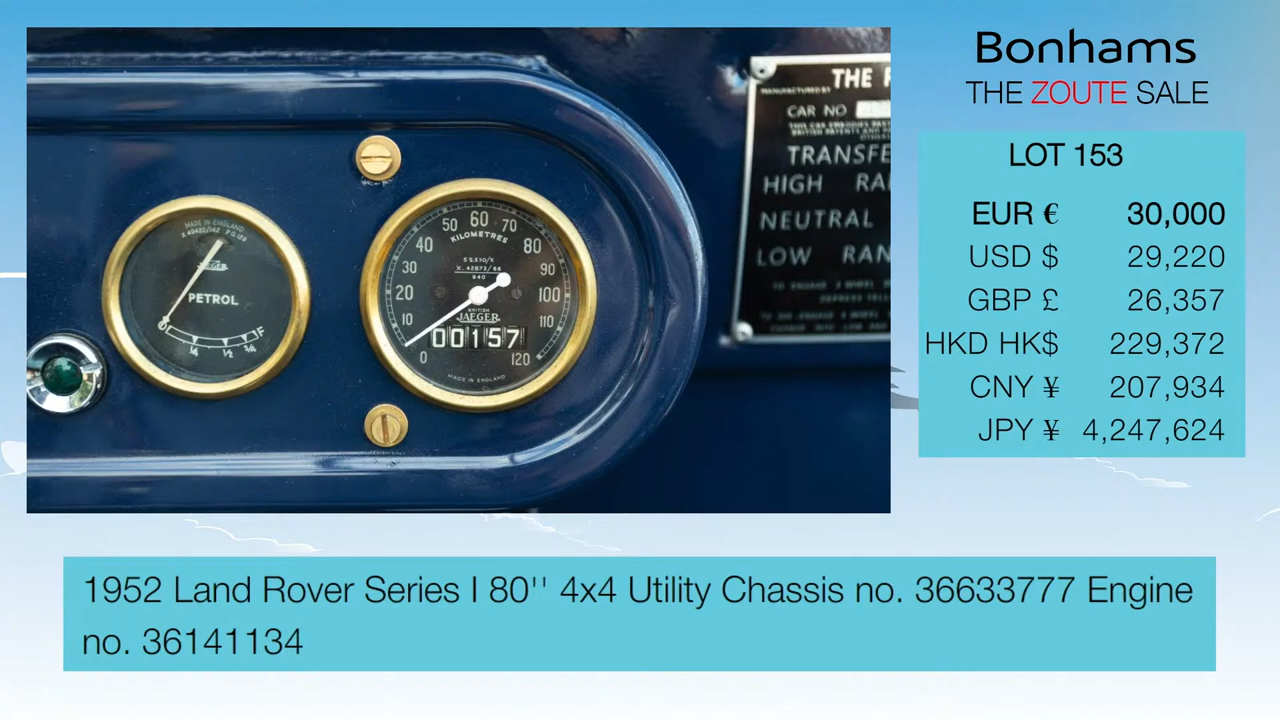 Bonhams
THE ZOUTE SALE
LOT 153
EUR € 30,000
USD $ 29,220
GBP £ 26,357
HKD HK$ 229,372
CNY ¥ 207,934
JPY ¥ 4,247,624
MADE IN ENGLAND
JAEGER
PETROL
¼ ½ ¾ F
0 10 20 30 40 50 60 70 80 90 100 110 120
KILOMETRES
BRITISH
JAEGER
00157
MADE IN ENGLAND
MANUFACTURED BY THE
CAR NO
TRANSFE
HIGH RA
NEUTRAL
LOW RAN
1952 Land Rover Series I 80'' 4x4 Utility Chassis no. 36633777 Engine
no. 36141134